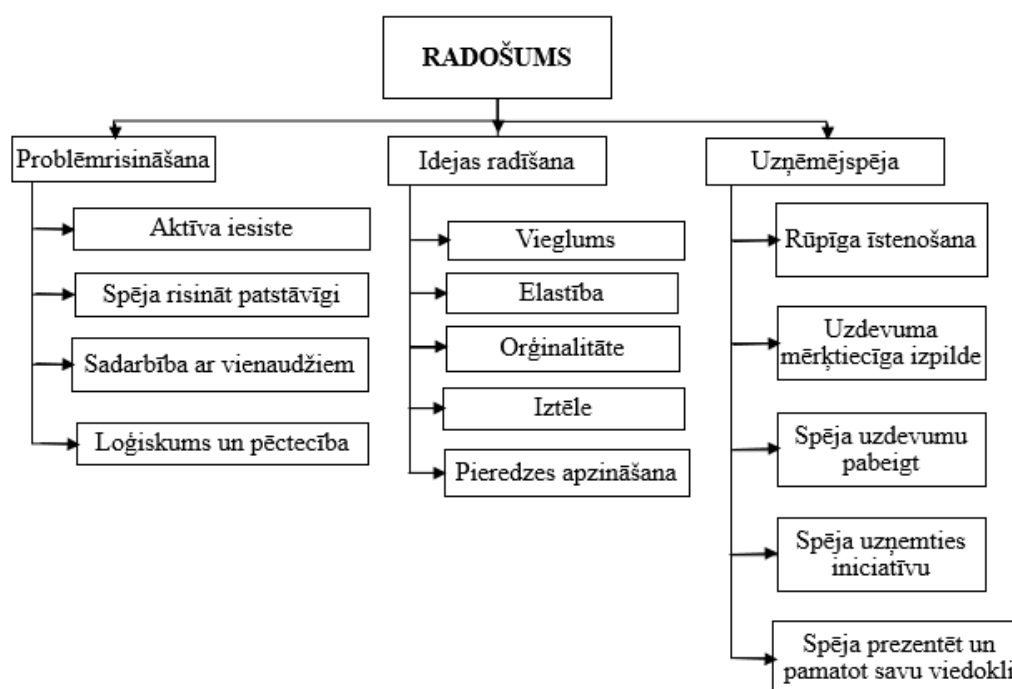 RADOŠUMS
Problēmrisināšana
Aktīva iesiste
Spēja risināt patstāvīgi
Sadarbība ar vienaudžiem
Loģiskums un pēctecība
Idejas radīšana
Vieglums
Elastība
Orģinalitāte
Iztēle
Pieredzes apzināšana
Uzņēmējspēja
Rūpīga īstenošana
Uzdevuma
mērķtiecīga izpilde
Spēja uzdevumu
pabeigt
Spēja uzņemties
iniciatīvu
Spēja prezentēt un
pamatot savu viedokli